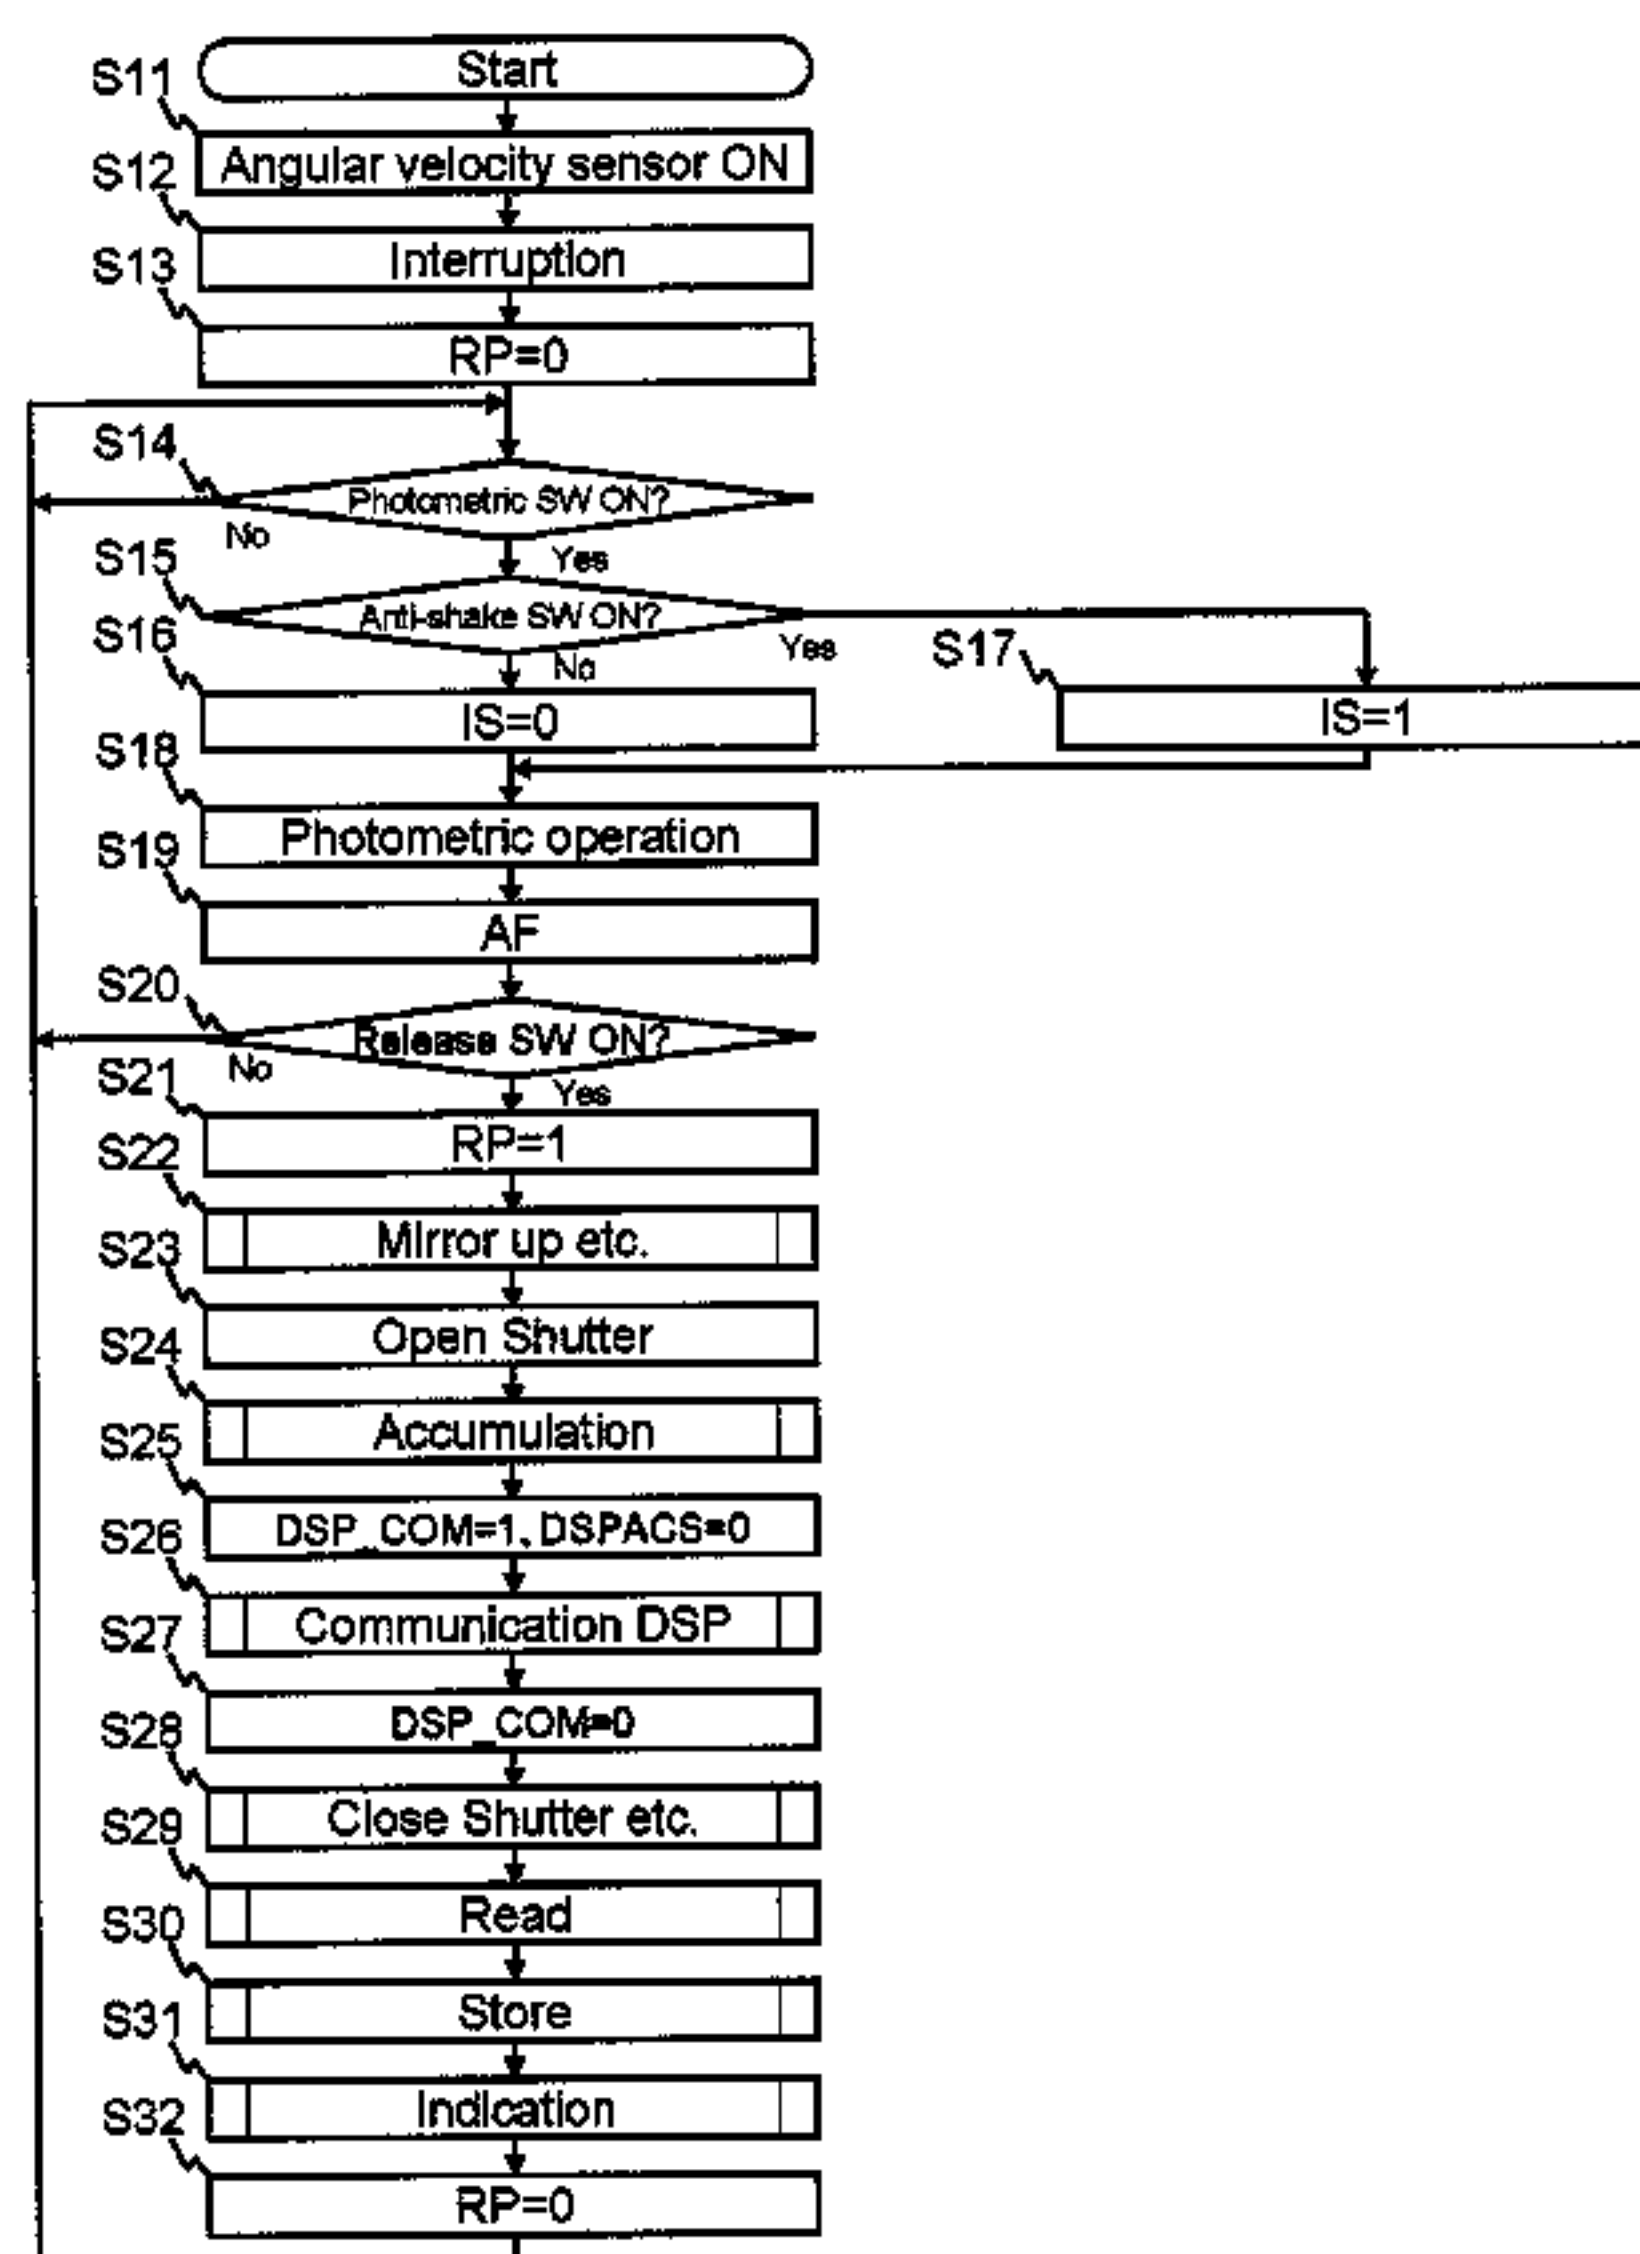 Start
S11
Angular velocity sensor ON
S12
Interruption
S13
RP=0
S14
Photometric SW ON?
No
Yes
S15
Anti-shake SW ON?
Yes
No
S16
IS=0
S17
IS=1
S18
Photometric operation
S19
AF
S20
Release SW ON?
No
Yes
S21
RP=1
S22
Mirror up etc.
S23
Open Shutter
S24
Accumulation
S25
DSP_COM=1, DSPACS=0
S26
Communication DSP
S27
DSP_COM=0
S28
Close Shutter etc.
S29
Read
S30
Store
S31
Indication
S32
RP=0